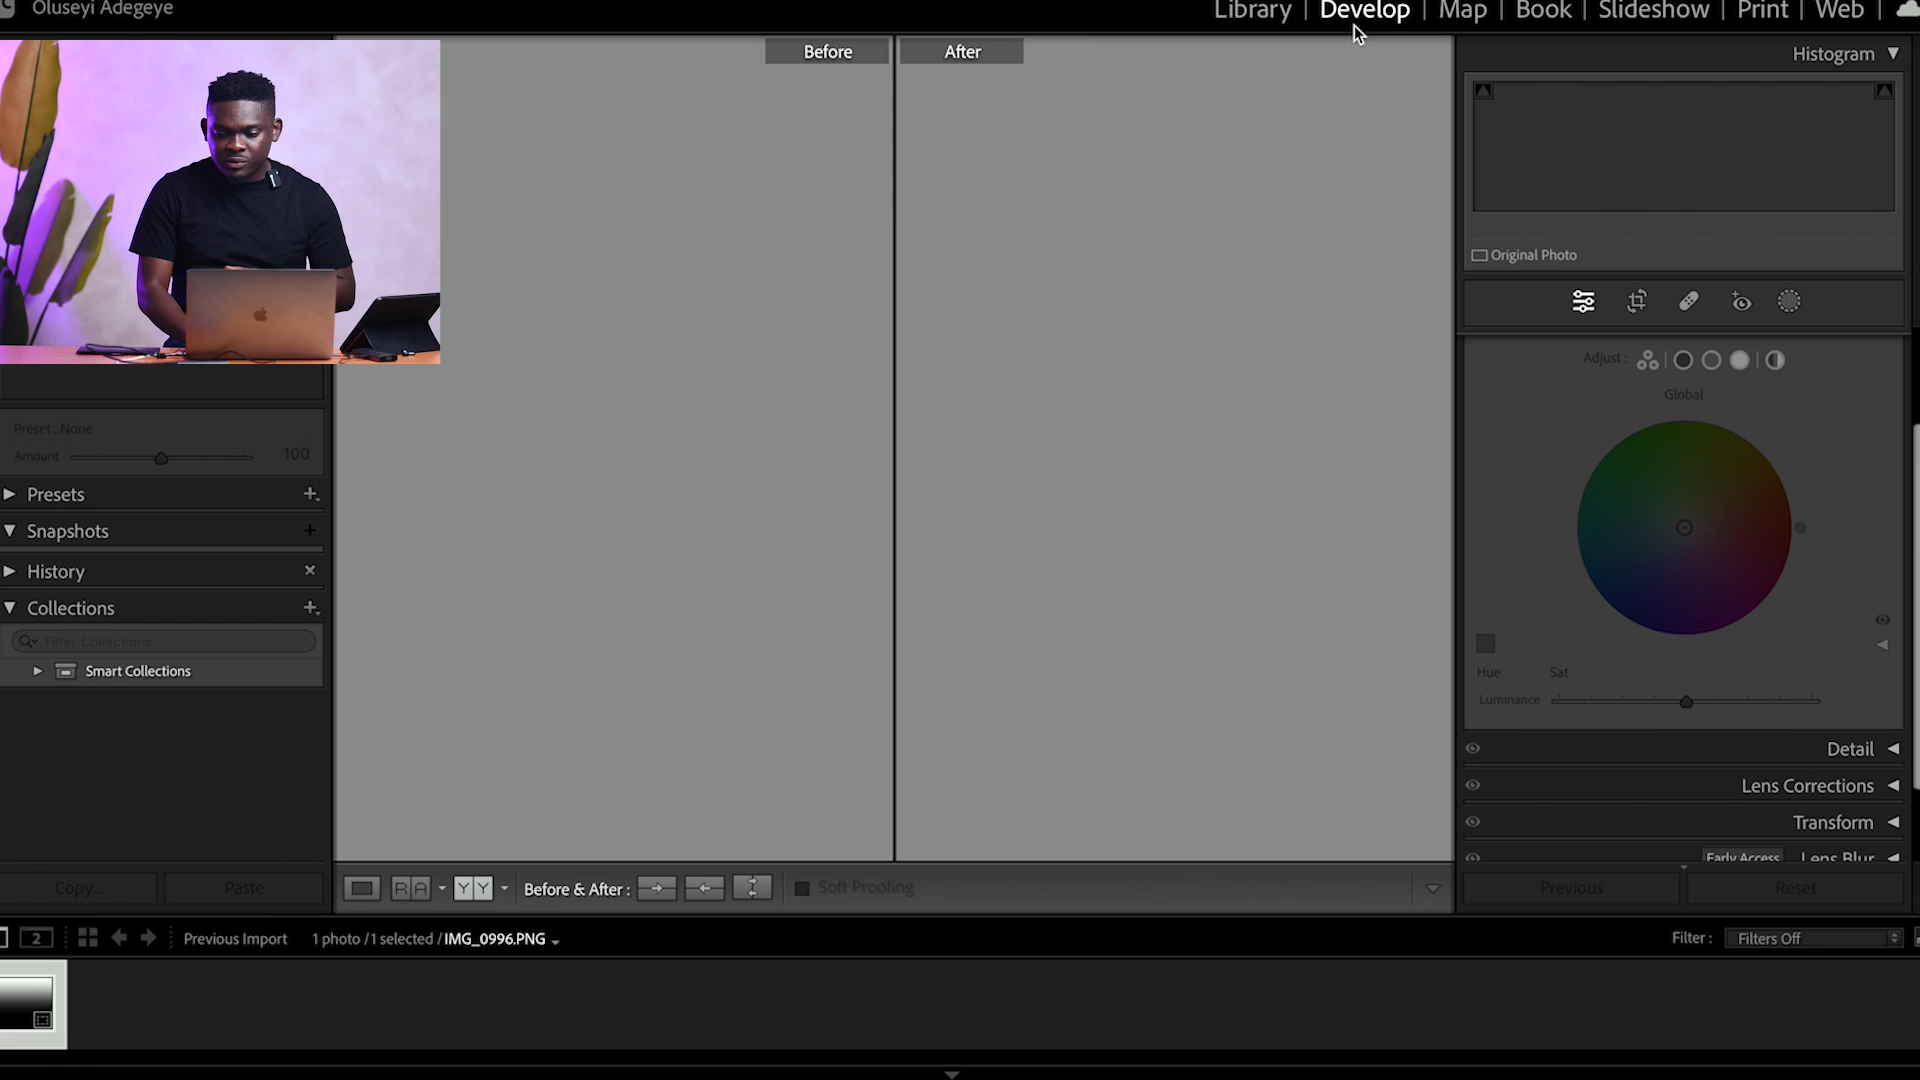 Oluseyi Adegeye
Library | Develop | Map | Book | Slideshow | Print | Web |
Before
After
Histogram
Original Photo
Adjust :
Global
Preset : None
Amount 100
Presets
Snapshots
History
Collections
Filter Collections
Smart Collections
Hue Sat
Luminance
Detail
Lens Corrections
Transform
Early Access Lens Blur
Copy... Paste
R A Y Y Before & After : Soft Proofing
Previous Reset
2 Previous Import 1 photo /1 selected / IMG_0996.PNG
Filter : Filters Off